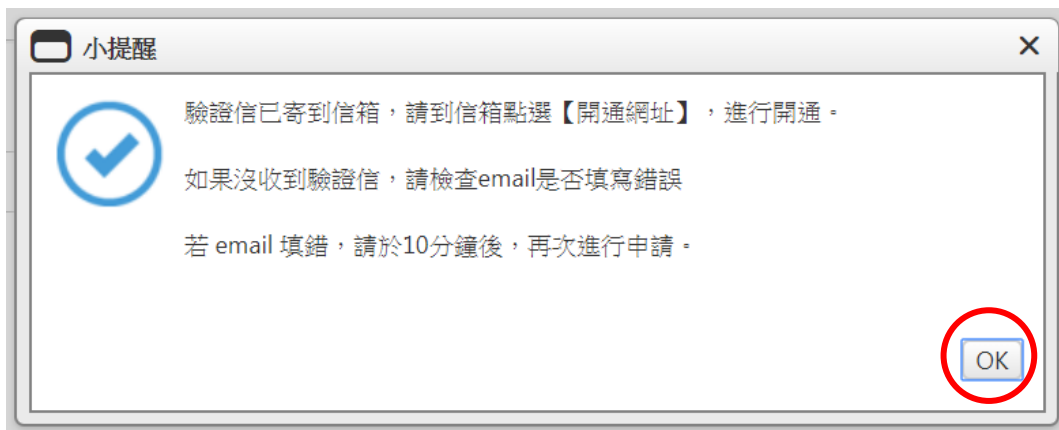 小提醒
驗證信已寄到信箱，請到信箱點選【開通網址】，進行開通。
如果沒收到驗證信，請檢查email是否填寫錯誤
若 email 填錯，請於10分鐘後，再次進行申請。
OK